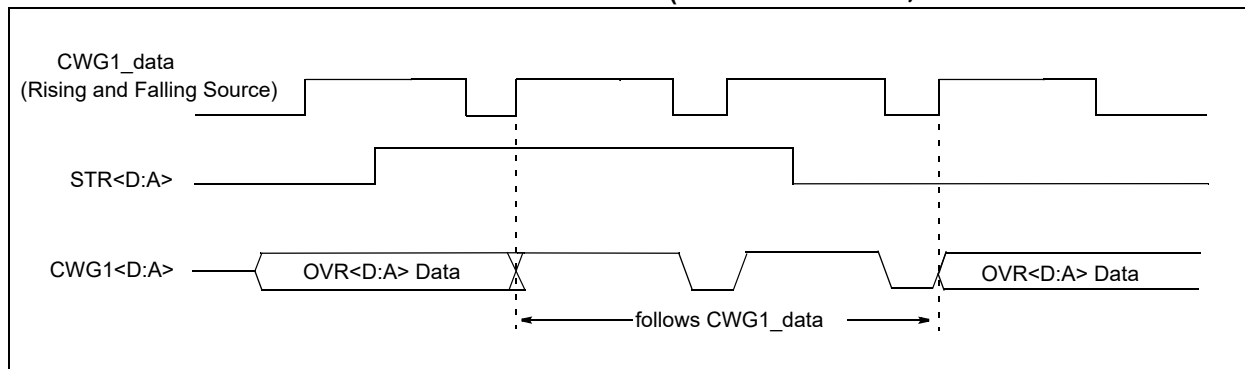 CWG1_data
(Rising and Falling Source)
STR<D:A>
CWG1<D:A>
OVR<D:A> Data
OVR<D:A> Data
follows CWG1_data